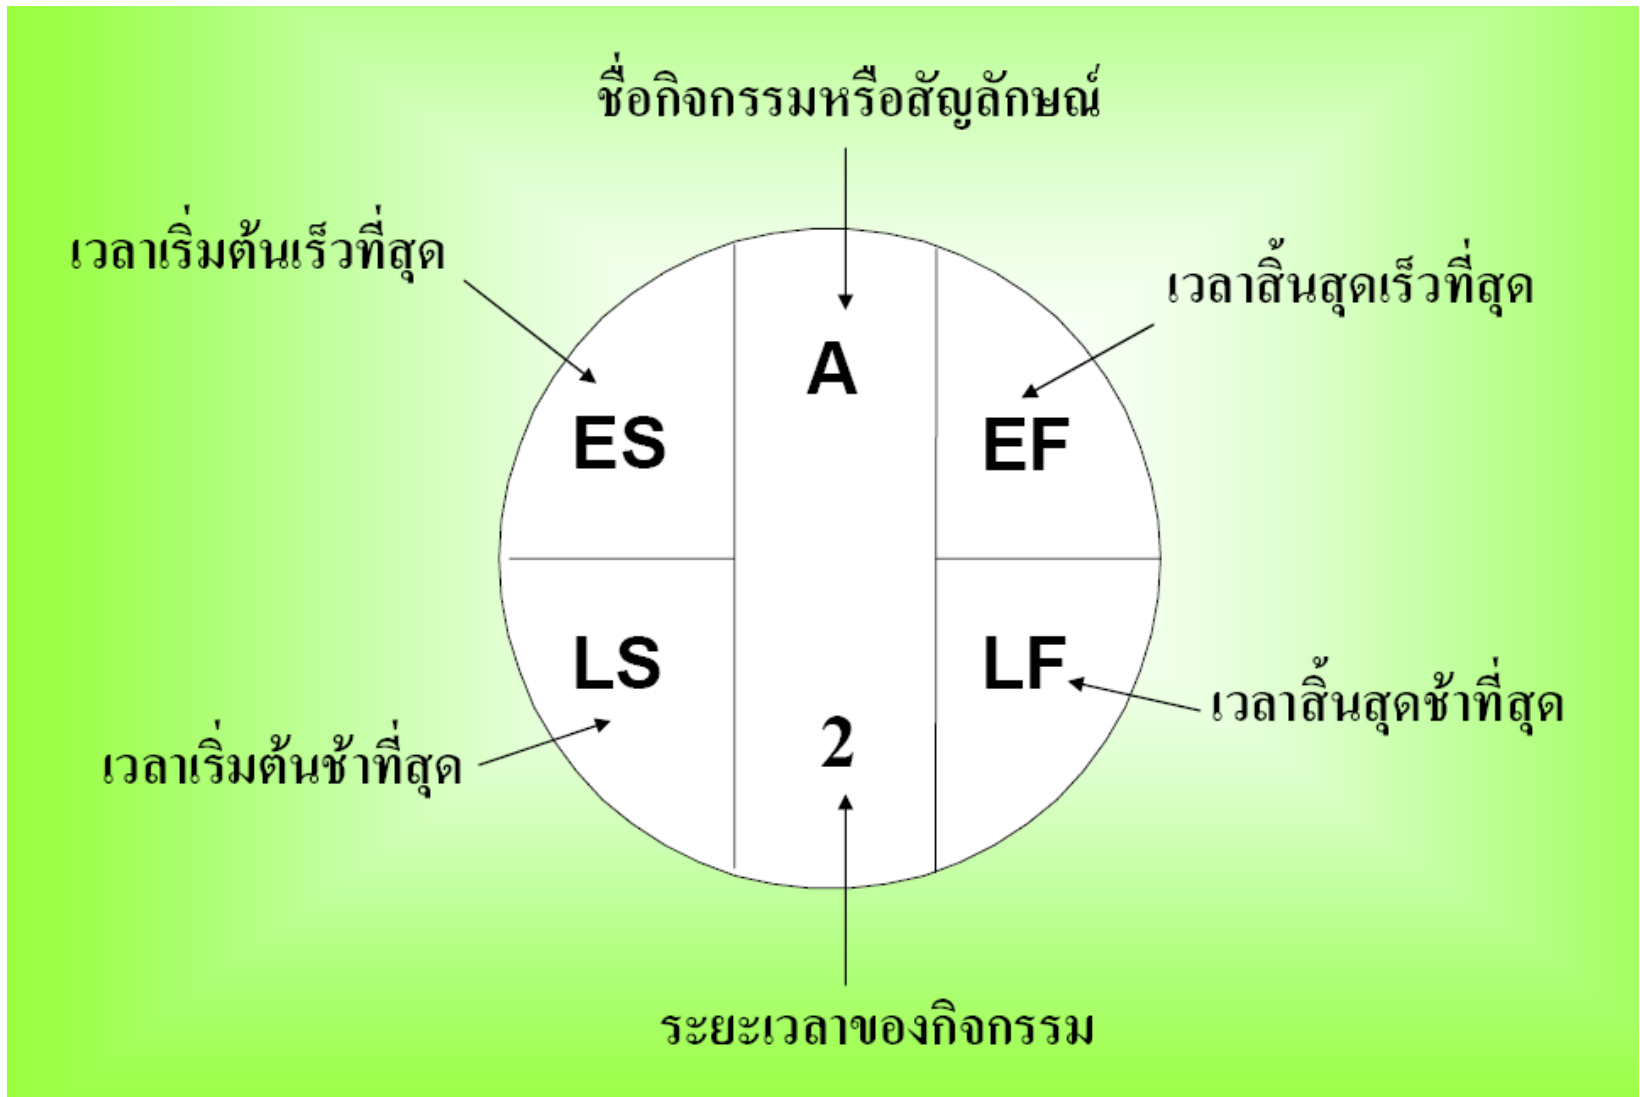 ชื่อกิจกรรมหรือสัญลักษณ์
เวลาเริ่มต้นเร็วที่สุด
เวลาสิ้นสุดเร็วที่สุด
A
ES
EF
LS
LF
เวลาสิ้นสุดช้าที่สุด
2
เวลาเริ่มต้นช้าที่สุด
ระยะเวลาของกิจกรรม